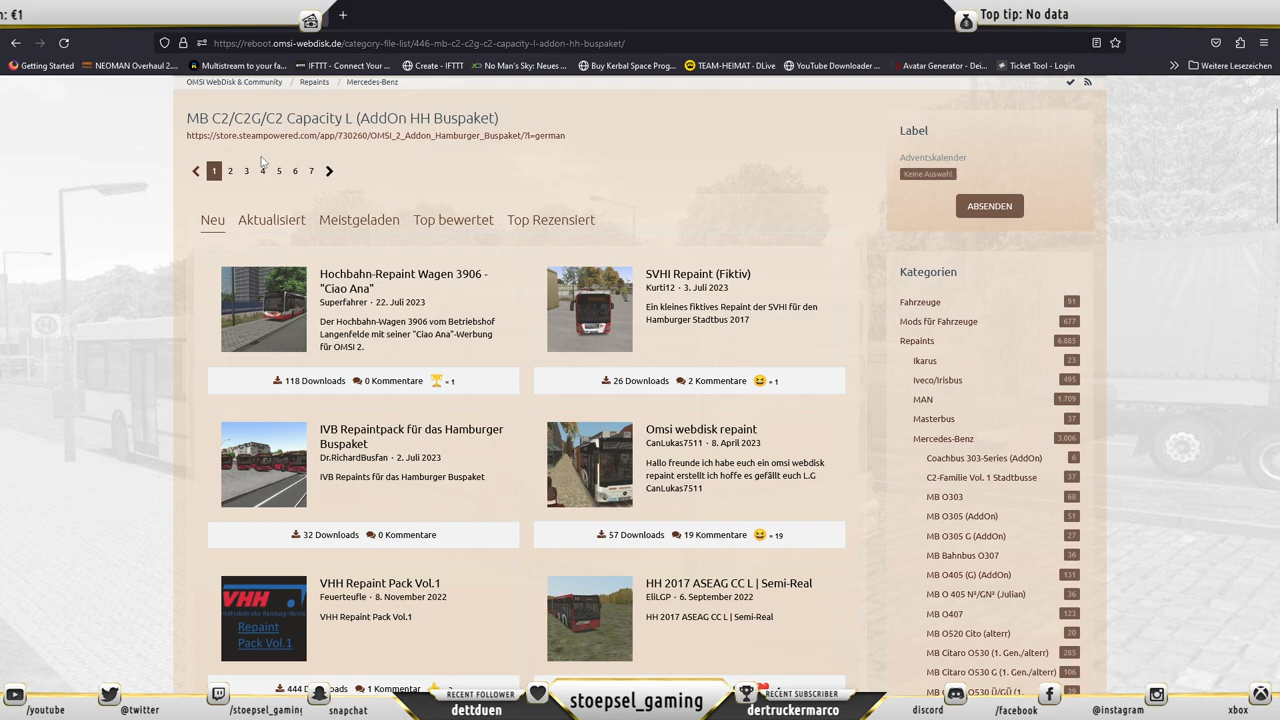 n: €1
Top tip: No data
https://reboot.omsi-webdisk.de/category-file-list/446-mb-c2-c2g-c2-capacity-l-addon-hh-buspaket/
Getting Started
NEOMAN Overhaul 2....
Multistream to your fa...
IFTTT - Connect Your ...
Create - IFTTT
No Man's Sky: Neues ...
Buy Kerbal Space Prog...
TEAM-HEIMAT · DLive
YouTube Downloader ...
Avatar Generator - Dei...
Ticket Tool - Login
Weitere Lesezeichen
OMSI WebDisk & Community / Repaints / Mercedes-Benz
MB C2/C2G/C2 Capacity L (AddOn HH Buspaket)
https://store.steampowered.com/app/730260/OMSI_2_Addon_Hamburger_Buspaket/?l=german
1 2 3 4 5 6 7
Neu Aktualisiert Meistgeladen Top bewertet Top Rezensiert
Hochbahn-Repaint Wagen 3906 -
"Ciao Ana"
Superfahrer · 22. Juli 2023
Der Hochbahn-Wagen 3906 vom Betriebshof
Langenfelde mit seiner "Ciao Ana"-Werbung
für OMSI 2.
118 Downloads 0 Kommentare × 1
SVHI Repaint (Fiktiv)
Kurti12 · 3. Juli 2023
Ein kleines fiktives Repaint der SVHI für den
Hamburger Stadtbus 2017
26 Downloads 2 Kommentare × 1
IVB Repaintpack für das Hamburger
Buspaket
Dr.RichardBusfan · 2. Juli 2023
IVB Repaints für das Hamburger Buspaket
32 Downloads 0 Kommentare
Omsi webdisk repaint
CanLukas7511 · 8. April 2023
Hallo freunde ich habe euch ein omsi webdisk
repaint erstellt ich hoffe es gefällt euch L.G
CanLukas7511
57 Downloads 19 Kommentare × 19
VHH
Repaint
Pack Vol.1
VHH Repaint Pack Vol.1
Feuerteufle · 8. November 2022
VHH Repaint Pack Vol.1
444 Downloads 1 Kommentar
HH 2017 ASEAG CC L | Semi-Real
EliLGP · 6. September 2022
HH 2017 ASEAG CC L | Semi-Real
Label
Adventskalender
Keine Auswahl
ABSENDEN
Kategorien
Fahrzeuge 91
Mods für Fahrzeuge 677
Repaints 6.885
Ikarus 23
Iveco/Irisbus 495
MAN 1.709
Masterbus 37
Mercedes-Benz 3.006
Coachbus 303-Series (AddOn) 6
C2-Familie Vol. 1 Stadtbusse 37
MB O303 68
MB O305 (AddOn) 51
MB O305 G (AddOn) 27
MB Bahnbus O307 36
MB O405 (G) (AddOn) 131
MB O 405 N²/GN² (Julian) 36
MB O407 123
MB O520 Cito (alterr) 20
MB Citaro O530 (1. Gen./alterr) 285
MB Citaro O530 G (1. Gen./alterr) 106
/youtube
@twitter
/stoepsel_gaming
snapchat
RECENT FOLLOWER
dettduen
stoepsel_gaming
RECENT SUBSCRIBER
dertruckermarco
discord
/facebook
@instagram
xbox